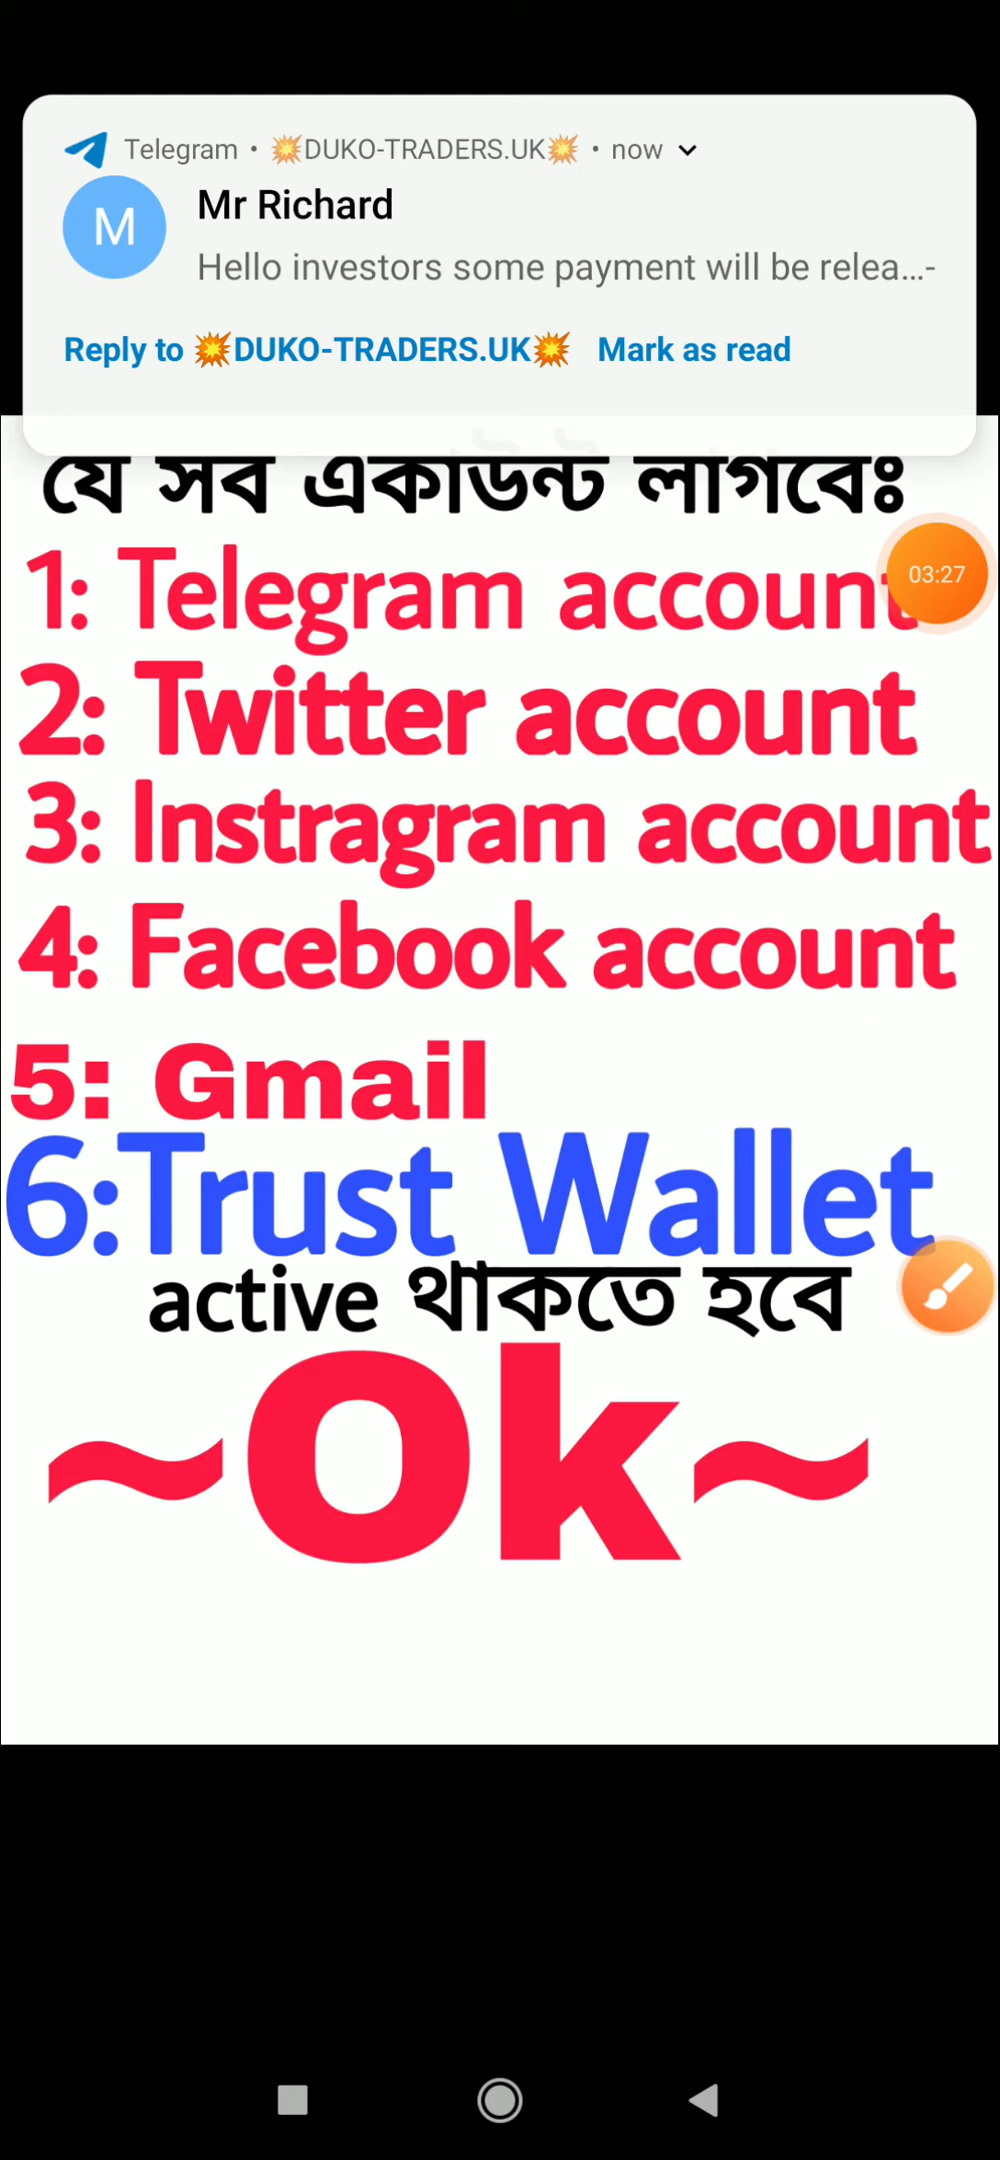 Telegram • 💥DUKO-TRADERS.UK💥 • now
M
Mr Richard
Hello investors some payment will be relea...-
Reply to 💥DUKO-TRADERS.UK💥 Mark as read
যে সব একাউন্ট লাগবেঃ
1: Telegram account
03:27
2: Twitter account
3: Instragram account
4: Facebook account
5: Gmail
6:Trust Wallet
active থাকতে হবে
~Ok~